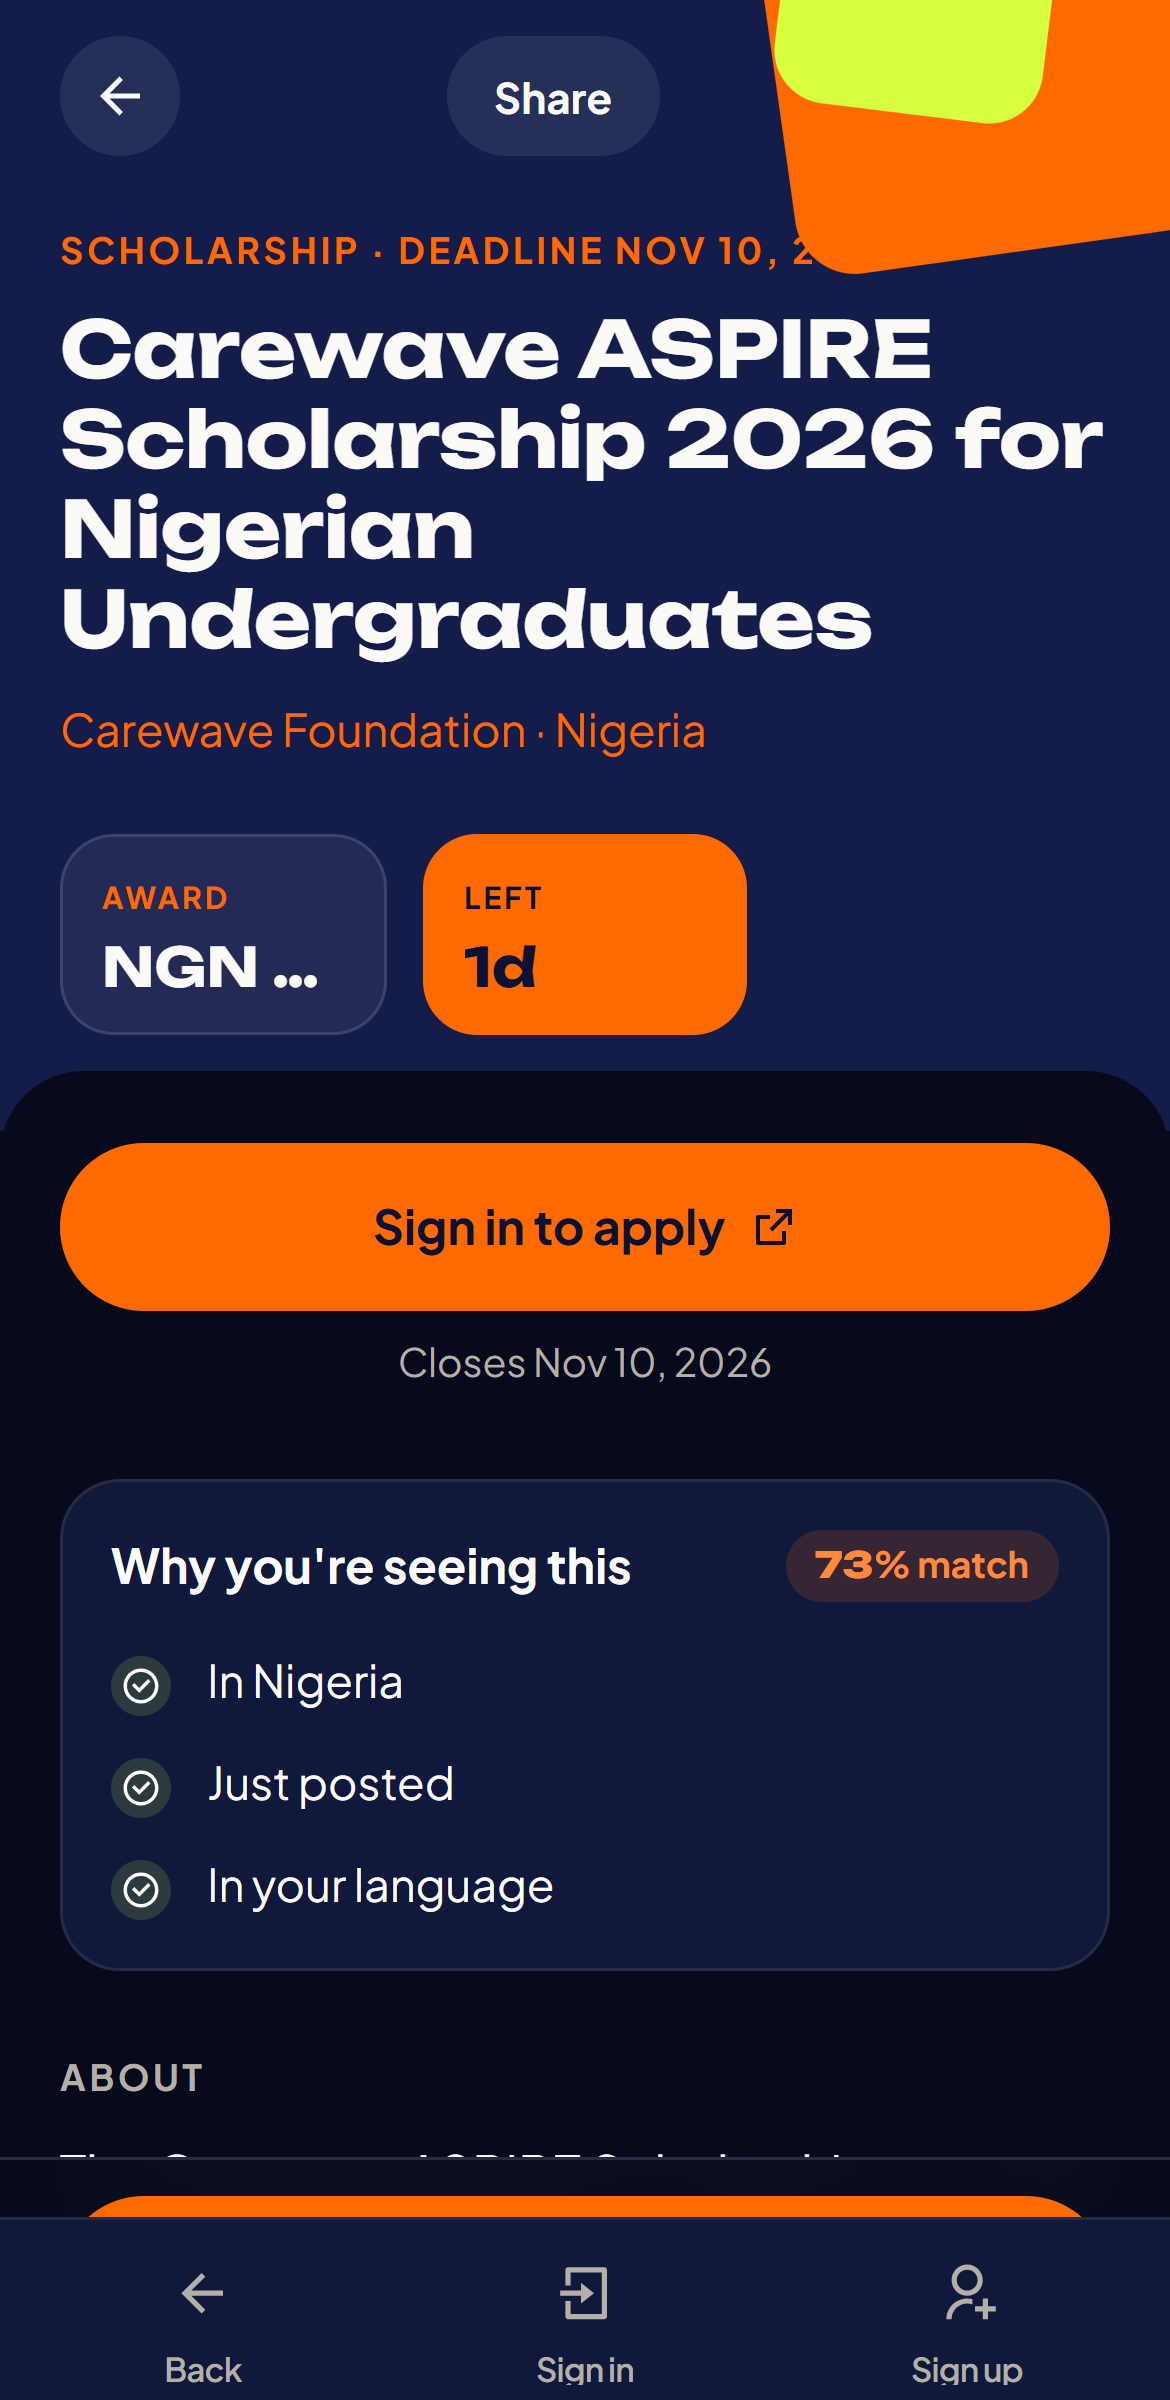 Share
SCHOLARSHIP · DEADLINE NOV 10, 2
Carewave ASPIRE
Scholarship 2026 for
Nigerian
Undergraduates
Carewave Foundation · Nigeria
AWARD
NGN ...
LEFT
1d
Sign in to apply
Closes Nov 10, 2026
Why you're seeing this
73% match
In Nigeria
Just posted
In your language
ABOUT
Back
Sign in
Sign up